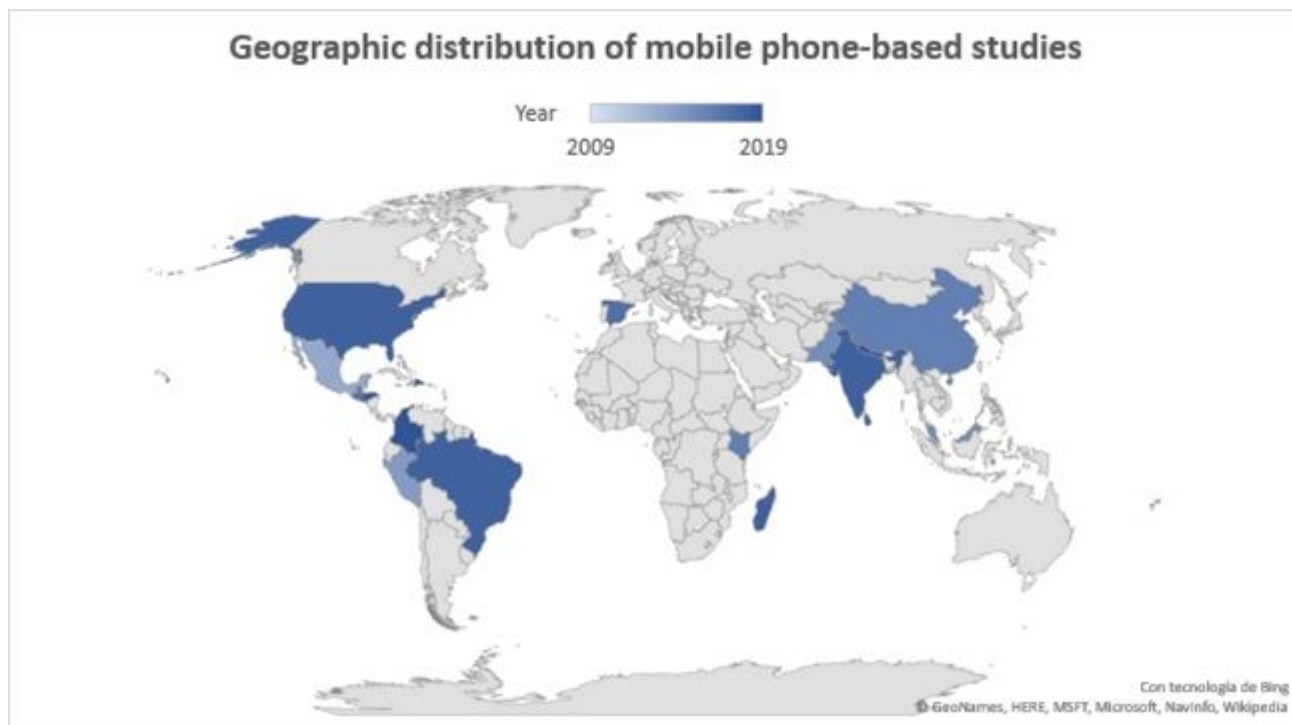 Geographic distribution of mobile phone-based studies
Year
2009 2019
Con tecnología de Bing
© GeoNames, HERE, MSFT, Microsoft, NavInfo, Wikipedia